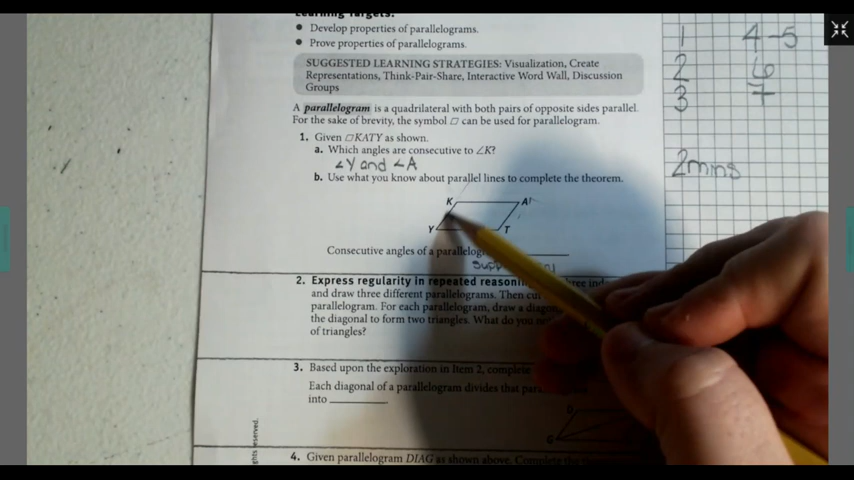 Learning Targets:
• Develop properties of parallelograms.
• Prove properties of parallelograms.
SUGGESTED LEARNING STRATEGIES: Visualization, Create
Representations, Think-Pair-Share, Interactive Word Wall, Discussion
Groups
A parallelogram is a quadrilateral with both pairs of opposite sides parallel.
For the sake of brevity, the symbol ▱ can be used for parallelogram.
1. Given ▱KATY as shown.
a. Which angles are consecutive to ∠K?
∠Y and ∠A
b. Use what you know about parallel lines to complete the theorem.
K A
Y T
Consecutive angles of a
2. Express regularity in repeated
and draw three different parallelograms. Then
parallelogram. For each parallelogram, draw a
the diagonal to form two triangles. What do you
of triangles?
3. Based upon the exploration in Item 2, complete
Each diagonal of a parallelogram divides that
into
D
G
4. Given parallelogram DIAG as shown above.
1 4-5
2 6
3 7
2mins